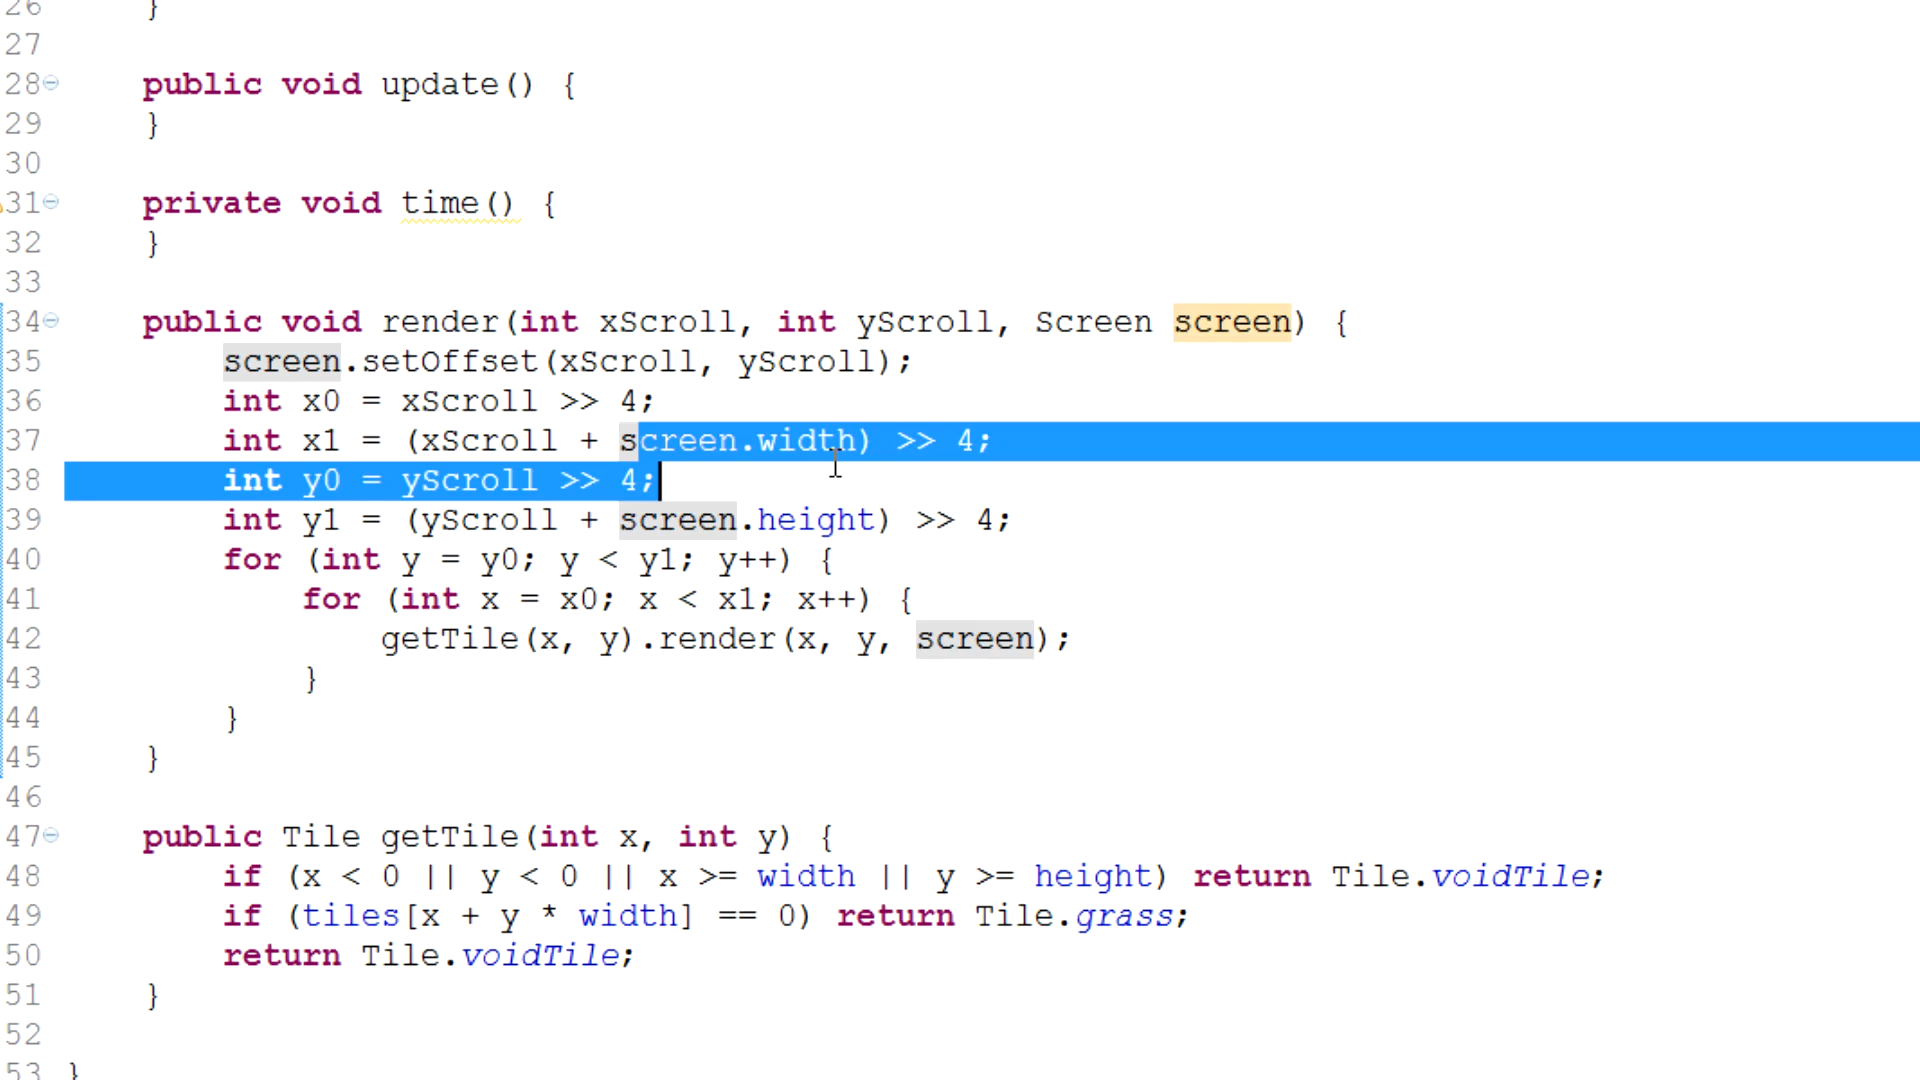 26 }
27
28 public void update() {
29 }
30
31 private void time() {
32 }
33
34 public void render(int xScroll, int yScroll, Screen screen) {
35 screen.setOffset(xScroll, yScroll);
36 int x0 = xScroll >> 4;
37 int x1 = (xScroll + screen.width) >> 4;
38 int y0 = yScroll >> 4;
39 int y1 = (yScroll + screen.height) >> 4;
40 for (int y = y0; y < y1; y++) {
41 for (int x = x0; x < x1; x++) {
42 getTile(x, y).render(x, y, screen);
43 }
44 }
45 }
46
47 public Tile getTile(int x, int y) {
48 if (x < 0 || y < 0 || x >= width || y >= height) return Tile.voidTile;
49 if (tiles[x + y * width] == 0) return Tile.grass;
50 return Tile.voidTile;
51 }
52
53 }